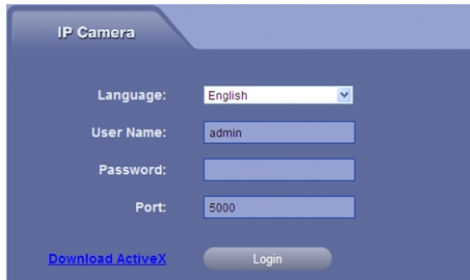 IP Camera
Language: English
User Name: admin
Password:
Port: 5000
Download ActiveX Login